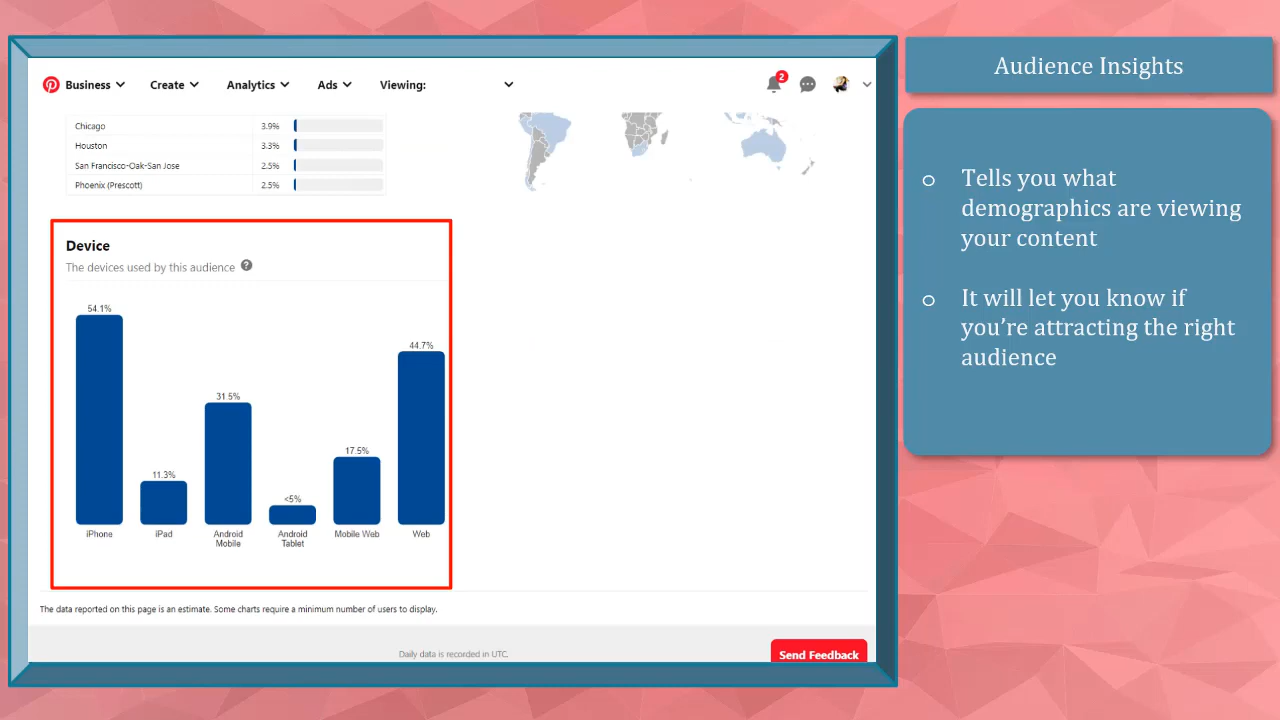 Business
Create
Analytics
Ads
Viewing:
2
Chicago 3.9%
Houston 3.3%
San Francisco-Oak-San Jose 2.5%
Phoenix (Prescott) 2.5%
Device
The devices used by this audience ?
54.1%
11.3%
31.5%
<5%
17.5%
44.7%
iPhone
iPad
Android
Mobile
Android
Tablet
Mobile Web
Web
The data reported on this page is an estimate. Some charts require a minimum number of users to display.
Daily data is recorded in UTC.
Send Feedback
Audience Insights
Tells you what
demographics are viewing
your content
It will let you know if
you’re attracting the right
audience